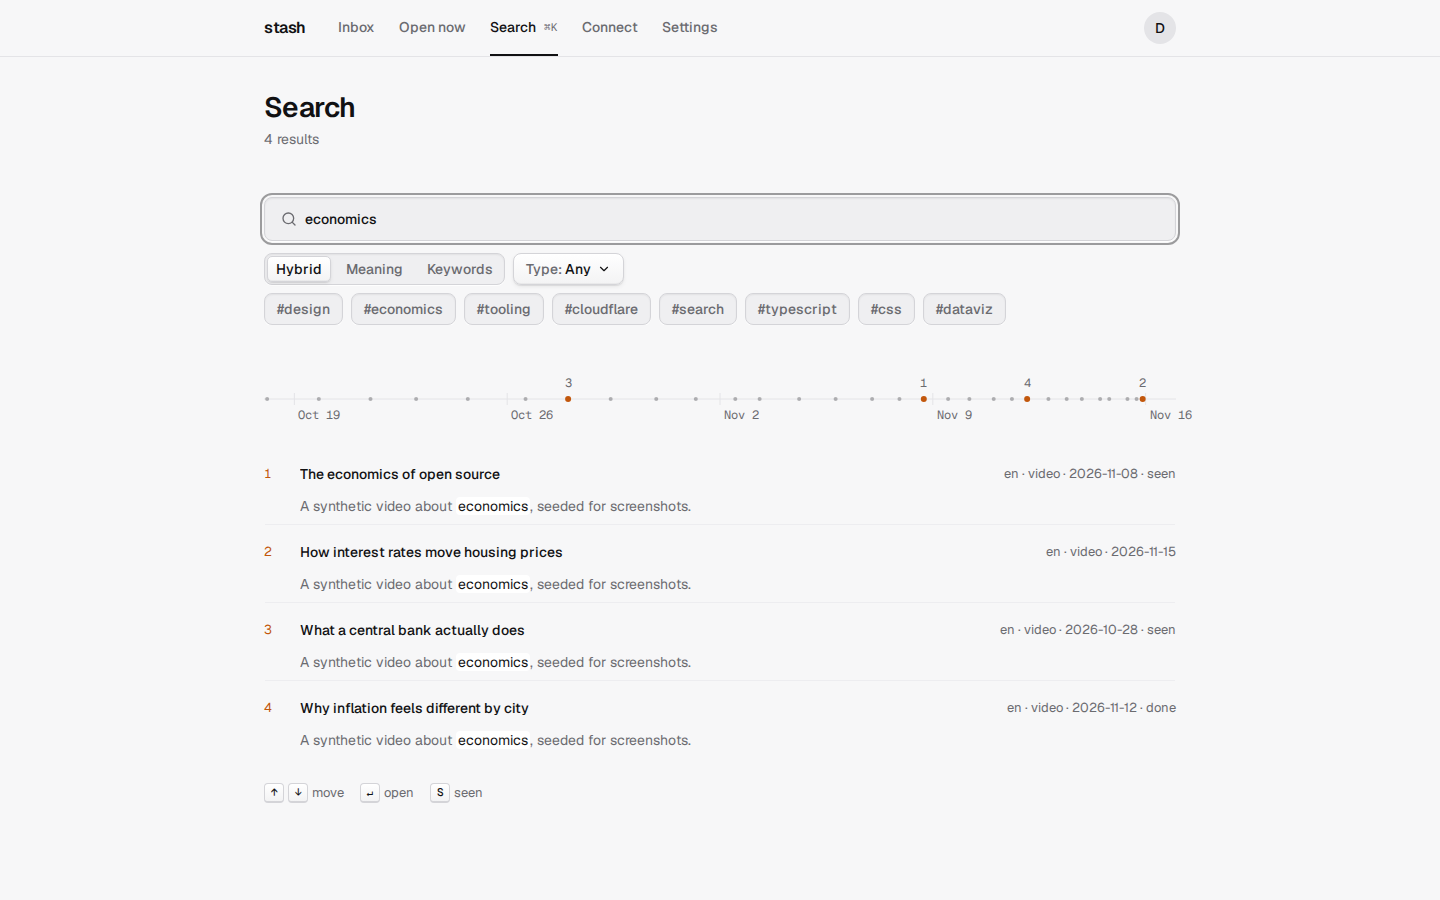 stash Inbox Open now Search ⌘K Connect Settings D
Search
4 results
economics
Hybrid Meaning Keywords Type: Any
#design #economics #tooling #cloudflare #search #typescript #css #dataviz
3 1 4 2
Oct 19 Oct 26 Nov 2 Nov 9 Nov 16
1 The economics of open source en · video · 2026-11-08 · seen
A synthetic video about economics, seeded for screenshots.
2 How interest rates move housing prices en · video · 2026-11-15
A synthetic video about economics, seeded for screenshots.
3 What a central bank actually does en · video · 2026-10-28 · seen
A synthetic video about economics, seeded for screenshots.
4 Why inflation feels different by city en · video · 2026-11-12 · done
A synthetic video about economics, seeded for screenshots.
↑ ↓ move ↵ open S seen